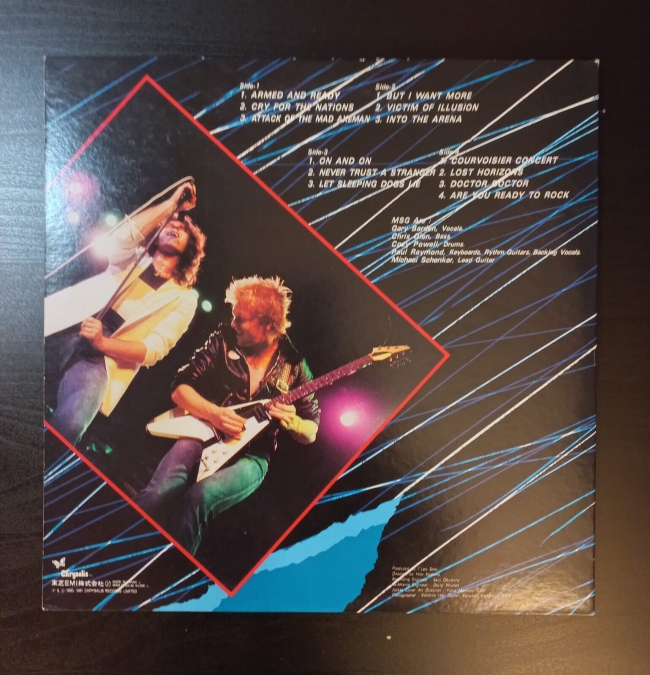 Side-1
1. ARMED AND READY
2. CRY FOR THE NATIONS
3. ATTACK OF THE MAD AXEMAN
Side-2
1. BUT I WANT MORE
2. VICTIM OF ILLUSION
3. INTO THE ARENA
Side-3
1. ON AND ON
2. NEVER TRUST A STRANGER
3. LET SLEEPING DOGS LIE
Side-4
1. COURVOISIER CONCERT
2. LOST HORIZONS
3. DOCTOR DOCTOR
4. ARE YOU READY TO ROCK
MSG Are:
Gary Barden, Vocals.
Chris Glen, Bass.
Cozy Powell, Drums.
Paul Raymond, Keyboards, Rythm Guitars, Backing Vocals.
Michael Schenker, Lead Guitar
Chrysalis
東芝EMI株式会社